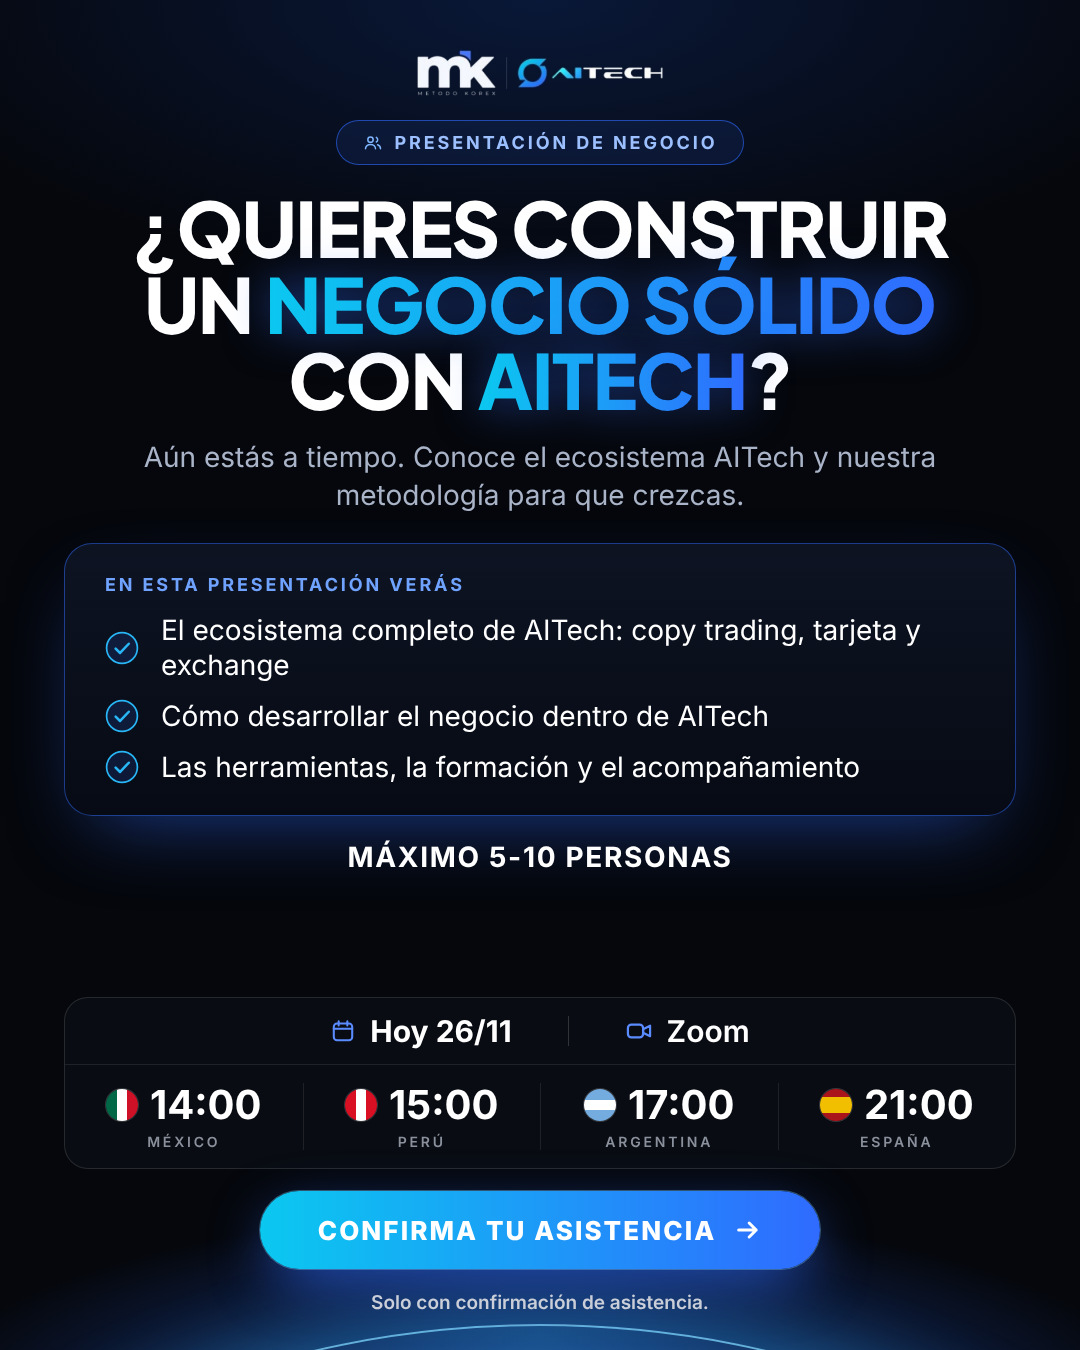 mk
METODO KOBEX
AITECH
PRESENTACIÓN DE NEGOCIO
¿QUIERES CONSTRUIR
UN NEGOCIO SÓLIDO
CON AITECH?
Aún estás a tiempo. Conoce el ecosistema AITech y nuestra
metodología para que crezcas.
EN ESTA PRESENTACIÓN VERÁS
El ecosistema completo de AITech: copy trading, tarjeta y
exchange
Cómo desarrollar el negocio dentro de AITech
Las herramientas, la formación y el acompañamiento
MÁXIMO 5-10 PERSONAS
Hoy 26/11
Zoom
14:00
MÉXICO
15:00
PERÚ
17:00
ARGENTINA
21:00
ESPAÑA
CONFIRMA TU ASISTENCIA →
Solo con confirmación de asistencia.